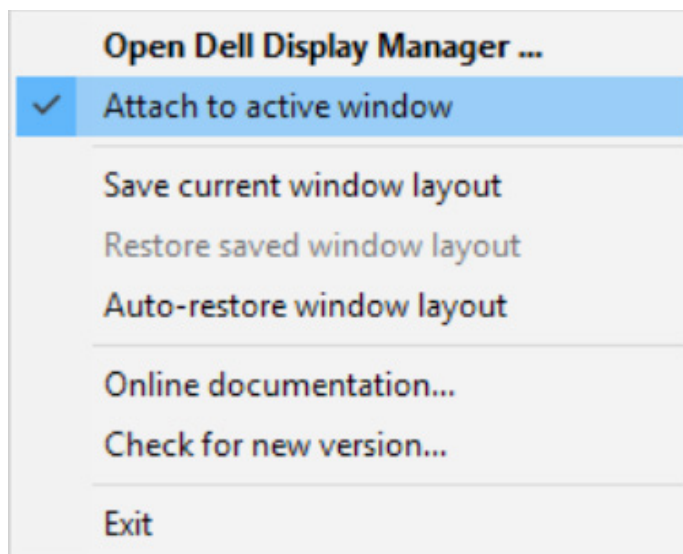 Open Dell Display Manager ...
Attach to active window
Save current window layout
Restore saved window layout
Auto-restore window layout
Online documentation...
Check for new version...
Exit